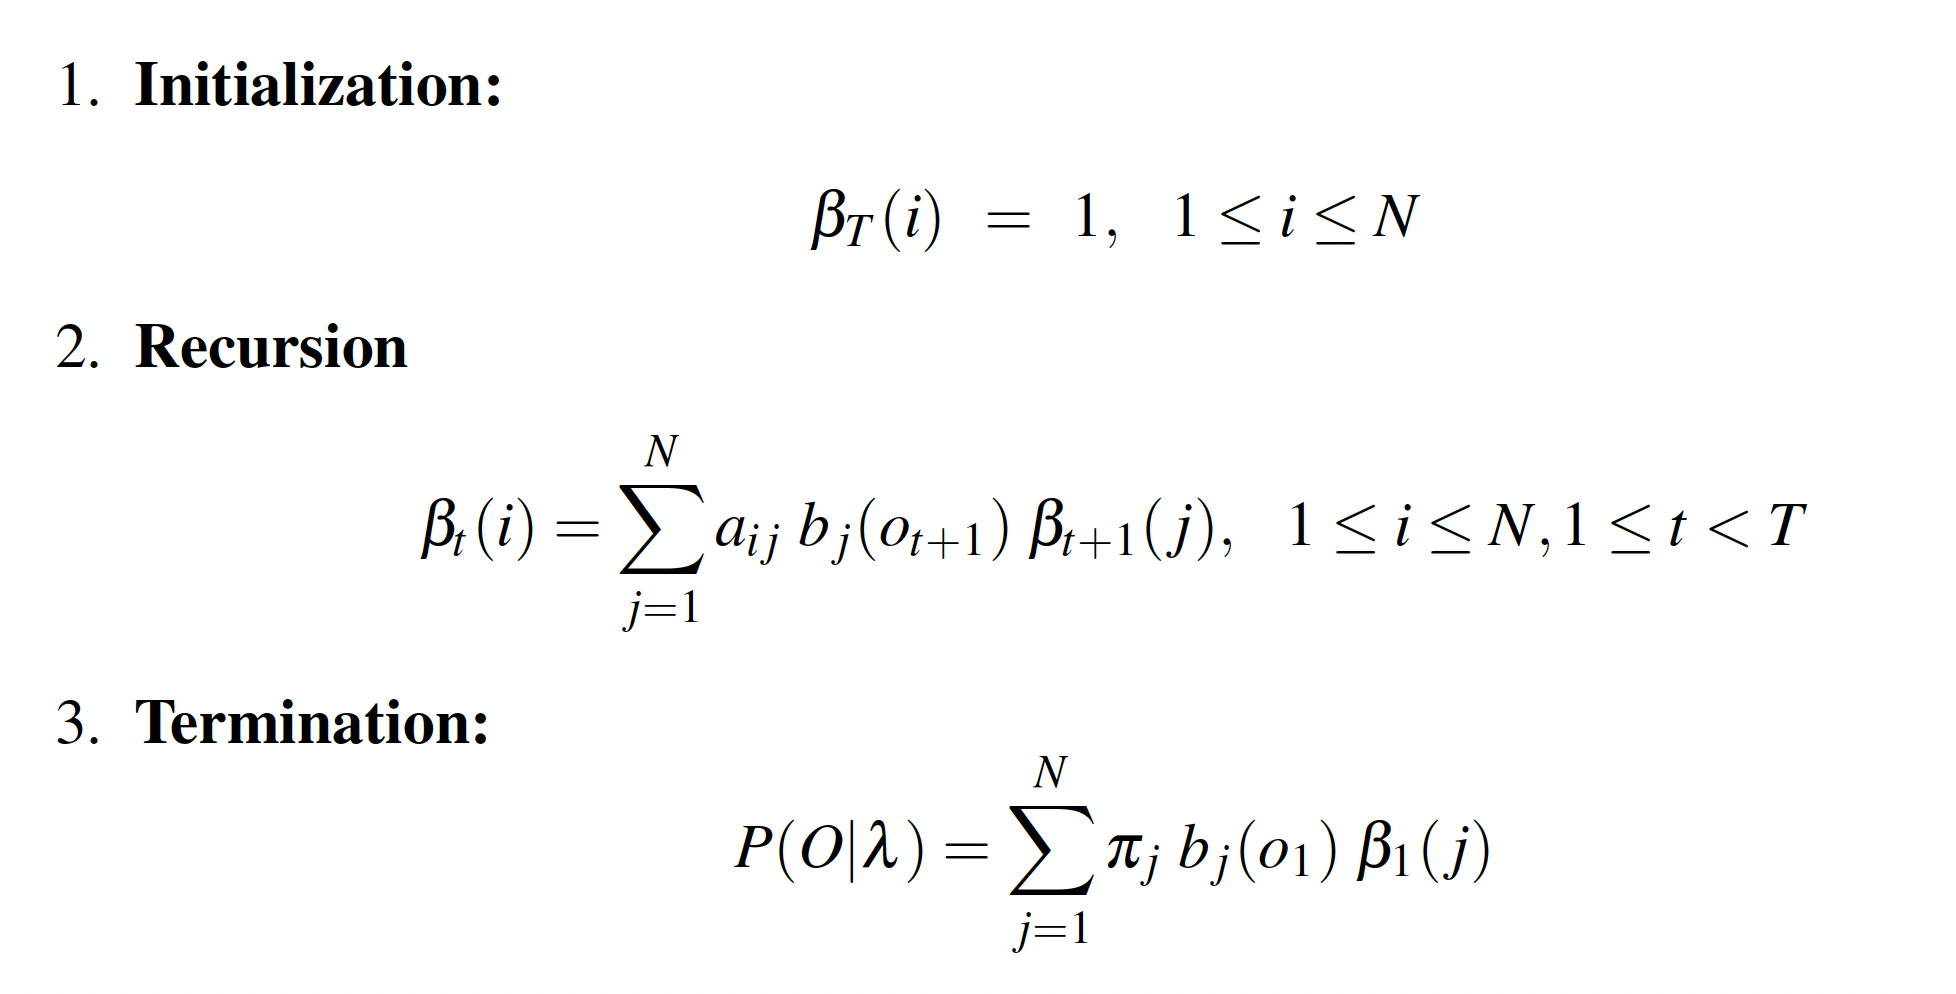 1. Initialization:
β_T(i) = 1, 1 ≤ i ≤ N
2. Recursion
β_t(i) = ∑_{j=1}^{N} a_{ij} b_j(o_{t+1}) β_{t+1}(j), 1 ≤ i ≤ N, 1 ≤ t < T
3. Termination:
P(O|λ) = ∑_{j=1}^{N} π_j b_j(o_1) β_1(j)